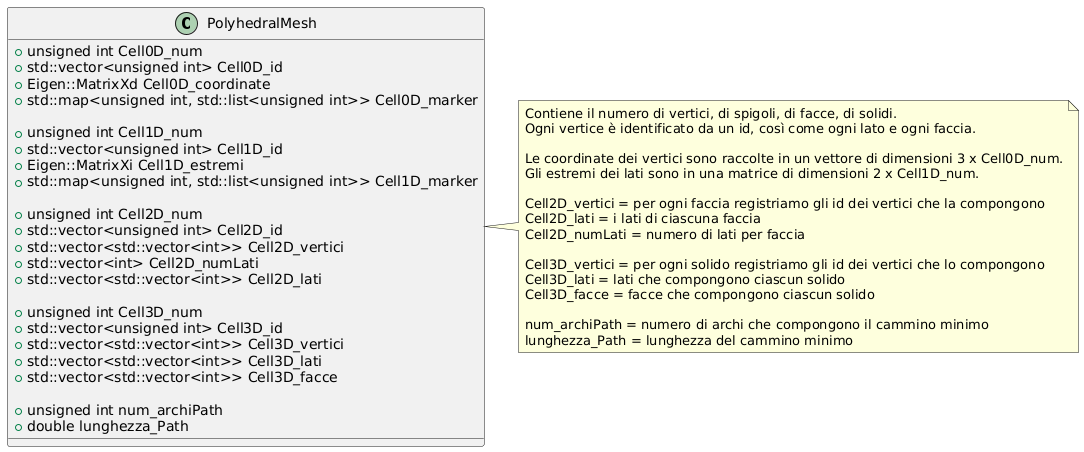 C PolyhedralMesh
unsigned int Cell0D_num
std::vector<unsigned int> Cell0D_id
Eigen::MatrixXd Cell0D_coordinate
std::map<unsigned int, std::list<unsigned int>> Cell0D_marker
unsigned int Cell1D_num
std::vector<unsigned int> Cell1D_id
Eigen::MatrixXi Cell1D_estremi
std::map<unsigned int, std::list<unsigned int>> Cell1D_marker
unsigned int Cell2D_num
std::vector<unsigned int> Cell2D_id
std::vector<std::vector<int>> Cell2D_vertici
std::vector<int> Cell2D_numLati
std::vector<std::vector<int>> Cell2D_lati
unsigned int Cell3D_num
std::vector<unsigned int> Cell3D_id
std::vector<std::vector<int>> Cell3D_vertici
std::vector<std::vector<int>> Cell3D_lati
std::vector<std::vector<int>> Cell3D_facce
unsigned int num_archiPath
double lunghezza_Path
Contiene il numero di vertici, di spigoli, di facce, di solidi.
Ogni vertice è identificato da un id, così come ogni lato e ogni faccia.
Le coordinate dei vertici sono raccolte in un vettore di dimensioni 3 x Cell0D_num.
Gli estremi dei lati sono in una matrice di dimensioni 2 x Cell1D_num.
Cell2D_vertici = per ogni faccia registriamo gli id dei vertici che la compongono
Cell2D_lati = i lati di ciascuna faccia
Cell2D_numLati = numero di lati per faccia
Cell3D_vertici = per ogni solido registriamo gli id dei vertici che lo compongono
Cell3D_lati = lati che compongono ciascun solido
Cell3D_facce = facce che compongono ciascun solido
num_archiPath = numero di archi che compongono il cammino minimo
lunghezza_Path = lunghezza del cammino minimo